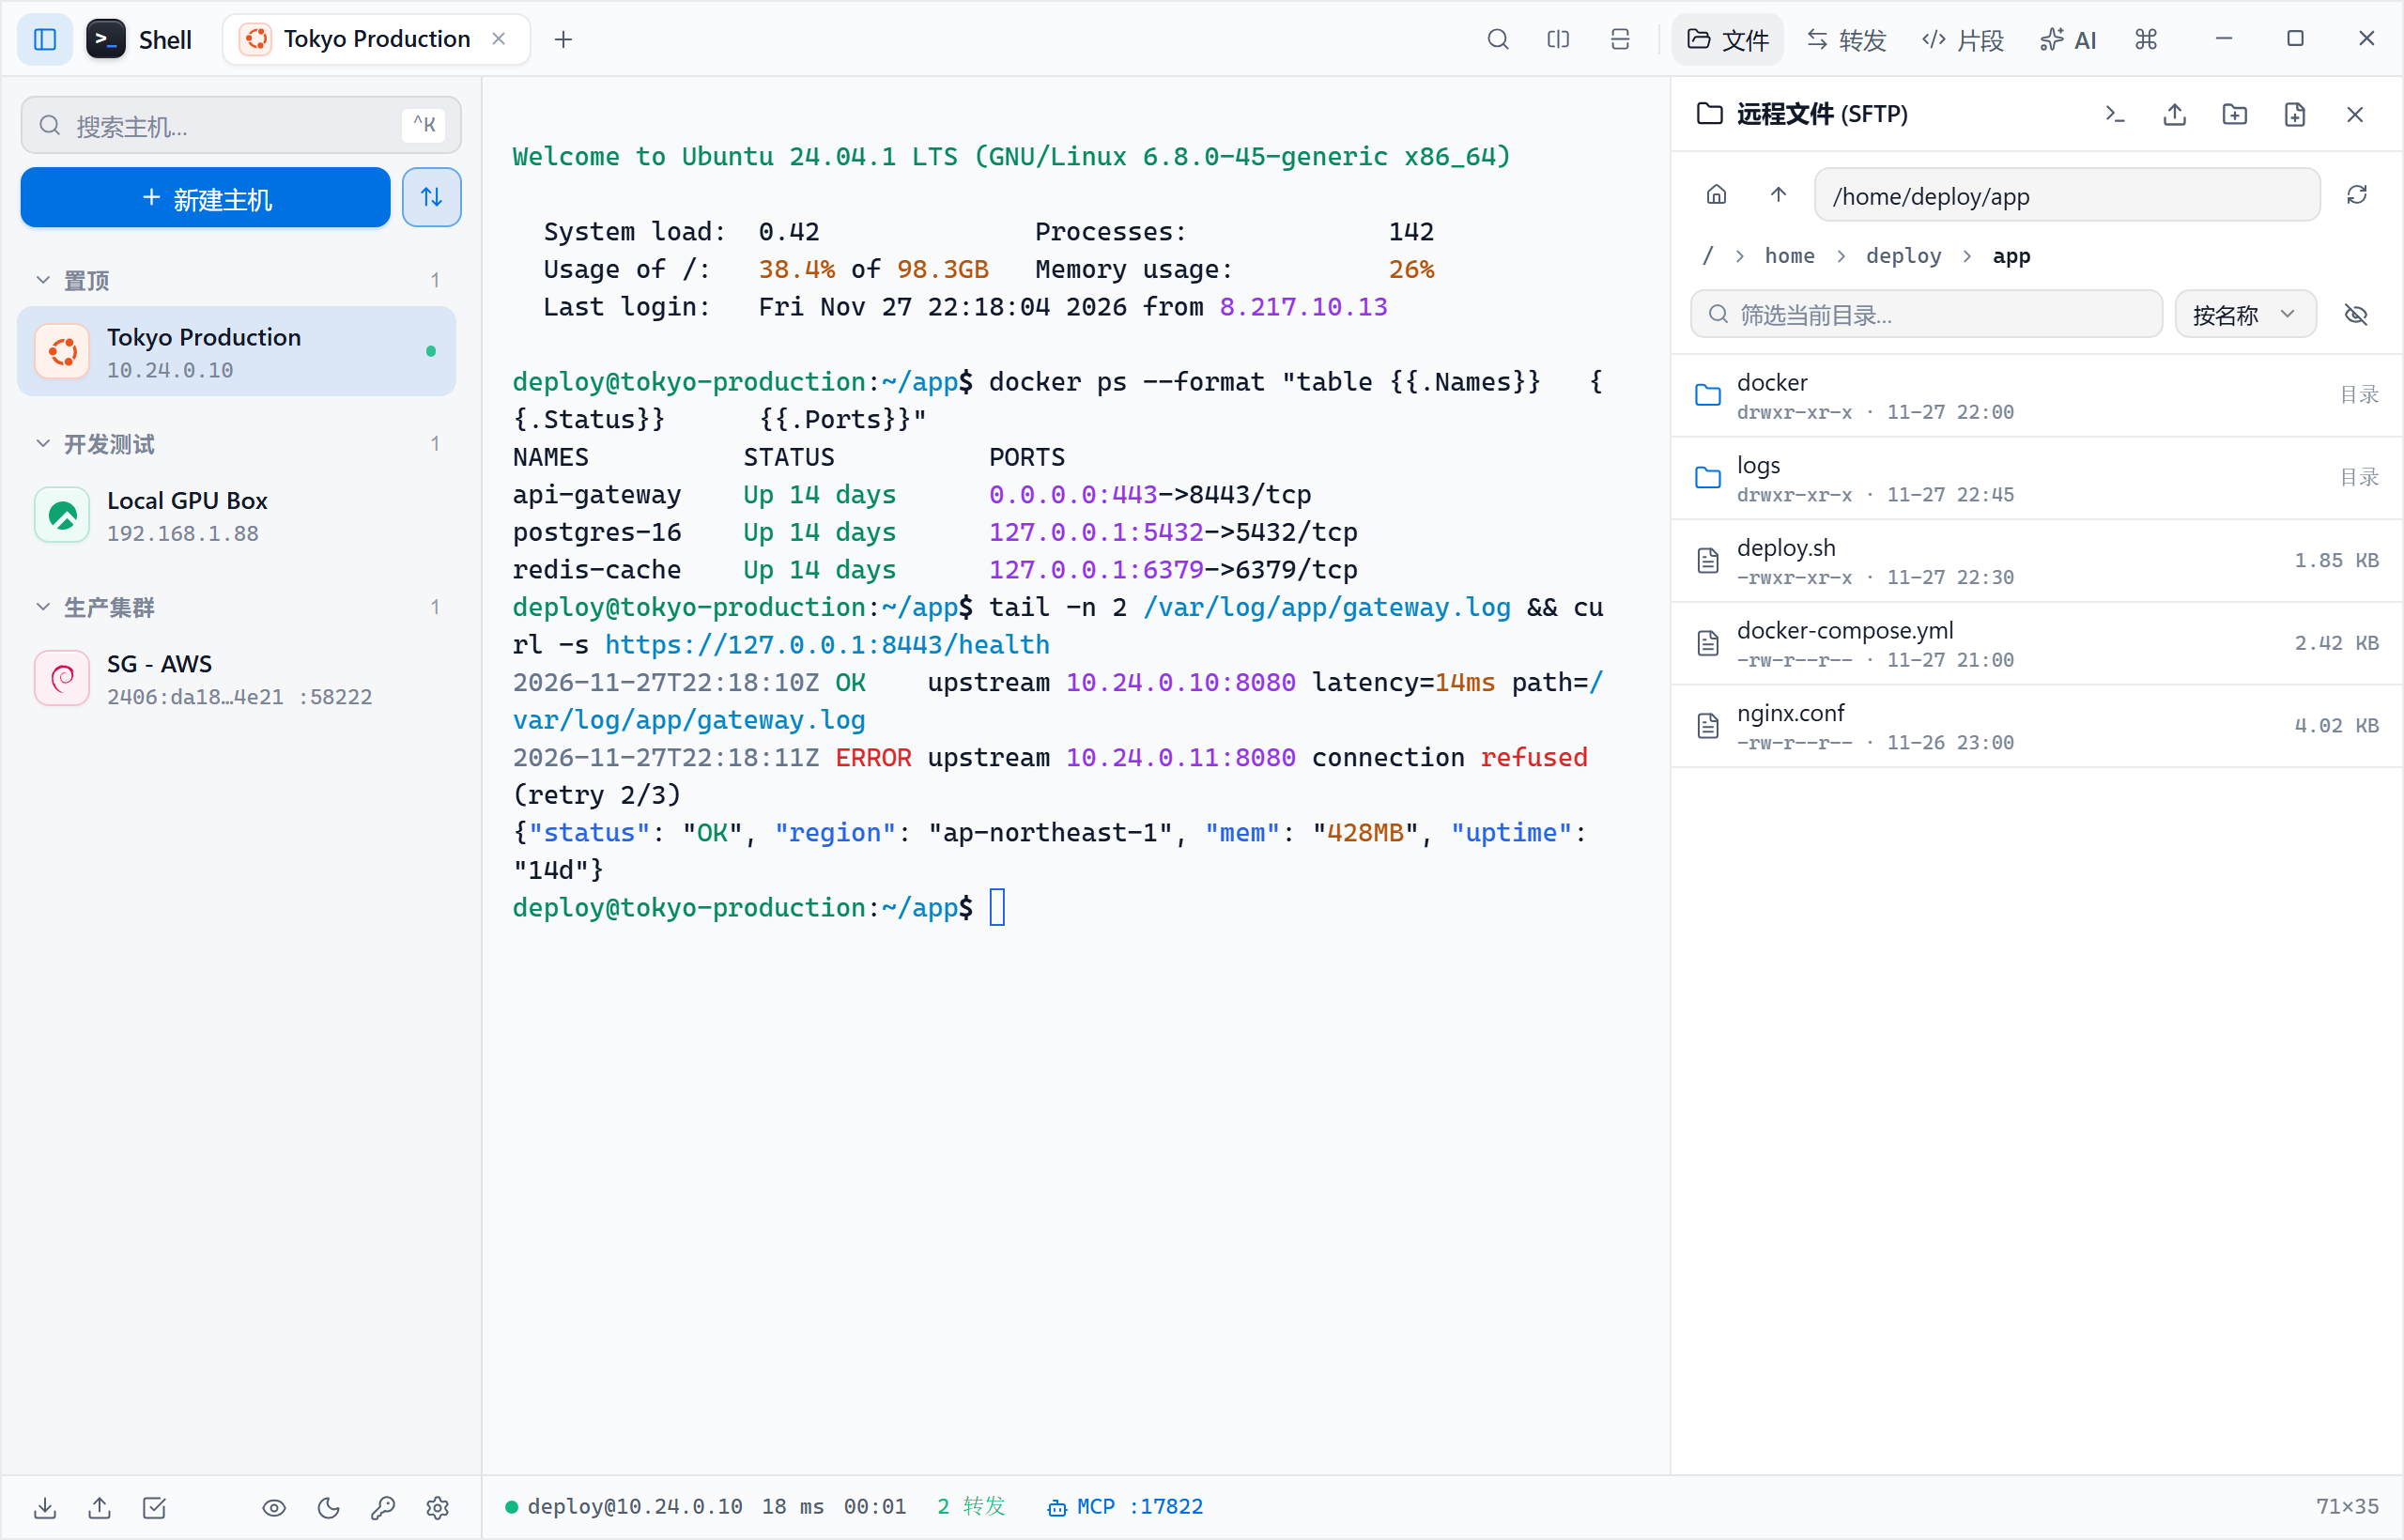 Shell
Tokyo Production
文件
转发
片段
AI
搜索主机...
^K
新建主机
置顶 1
Tokyo Production
10.24.0.10
开发测试 1
Local GPU Box
192.168.1.88
生产集群 1
SG - AWS
2406:da18…4e21 :58222
Welcome to Ubuntu 24.04.1 LTS (GNU/Linux 6.8.0-45-generic x86_64)
System load: 0.42 Processes: 142
Usage of /: 38.4% of 98.3GB Memory usage: 26%
Last login: Fri Nov 27 22:18:04 2026 from 8.217.10.13
deploy@tokyo-production:~/app$ docker ps --format "table {{.Names}} {
{.Status}} {{.Ports}}"
NAMES STATUS PORTS
api-gateway Up 14 days 0.0.0.0:443->8443/tcp
postgres-16 Up 14 days 127.0.0.1:5432->5432/tcp
redis-cache Up 14 days 127.0.0.1:6379->6379/tcp
deploy@tokyo-production:~/app$ tail -n 2 /var/log/app/gateway.log && cu
rl -s https://127.0.0.1:8443/health
2026-11-27T22:18:10Z OK upstream 10.24.0.10:8080 latency=14ms path=/
var/log/app/gateway.log
2026-11-27T22:18:11Z ERROR upstream 10.24.0.11:8080 connection refused
(retry 2/3)
{"status": "OK", "region": "ap-northeast-1", "mem": "428MB", "uptime":
"14d"}
deploy@tokyo-production:~/app$
远程文件 (SFTP)
/home/deploy/app
/ > home > deploy > app
筛选当前目录...
按名称
docker
drwxr-xr-x · 11-27 22:00
目录
logs
drwxr-xr-x · 11-27 22:45
目录
deploy.sh
-rwxr-xr-x · 11-27 22:30
1.85 KB
docker-compose.yml
-rw-r--r-- · 11-27 21:00
2.42 KB
nginx.conf
-rw-r--r-- · 11-26 23:00
4.02 KB
deploy@10.24.0.10 18 ms 00:01 2 转发 MCP :17822
71×35